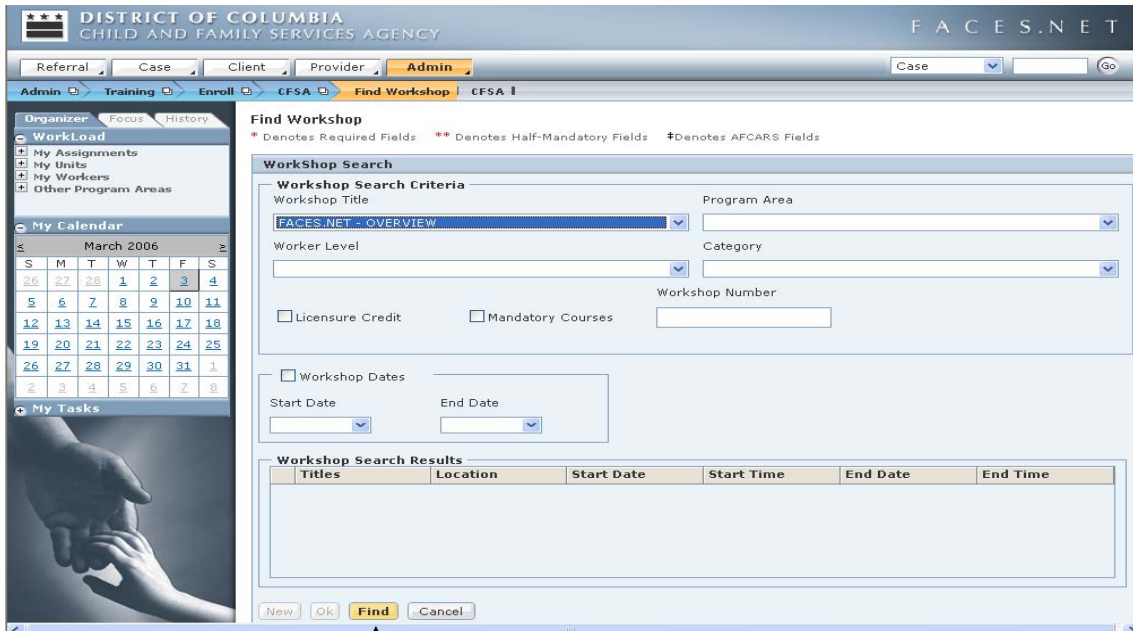 DISTRICT OF COLUMBIA
CHILD AND FAMILY SERVICES AGENCY
FACES.NET
Referral Case Client Provider Admin
Case Go
Admin Training Enroll CFSA Find Workshop CFSA
Organizer Focus History
WorkLoad
My Assignments
My Units
My Workers
Other Program Areas
My Calendar
< March 2006 >
S M T W T F S
26 27 28 1 2 3 4
5 6 7 8 9 10 11
12 13 14 15 16 17 18
19 20 21 22 23 24 25
26 27 28 29 30 31 1
2 3 4 5 6 7 8
My Tasks
Find Workshop
* Denotes Required Fields ** Denotes Half-Mandatory Fields ‡Denotes AFCARS Fields
WorkShop Search
Workshop Search Criteria
Workshop Title Program Area
FACES.NET - OVERVIEW
Worker Level Category
Workshop Number
Licensure Credit Mandatory Courses
Workshop Dates
Start Date End Date
Workshop Search Results
Titles Location Start Date Start Time End Date End Time
New Ok Find Cancel